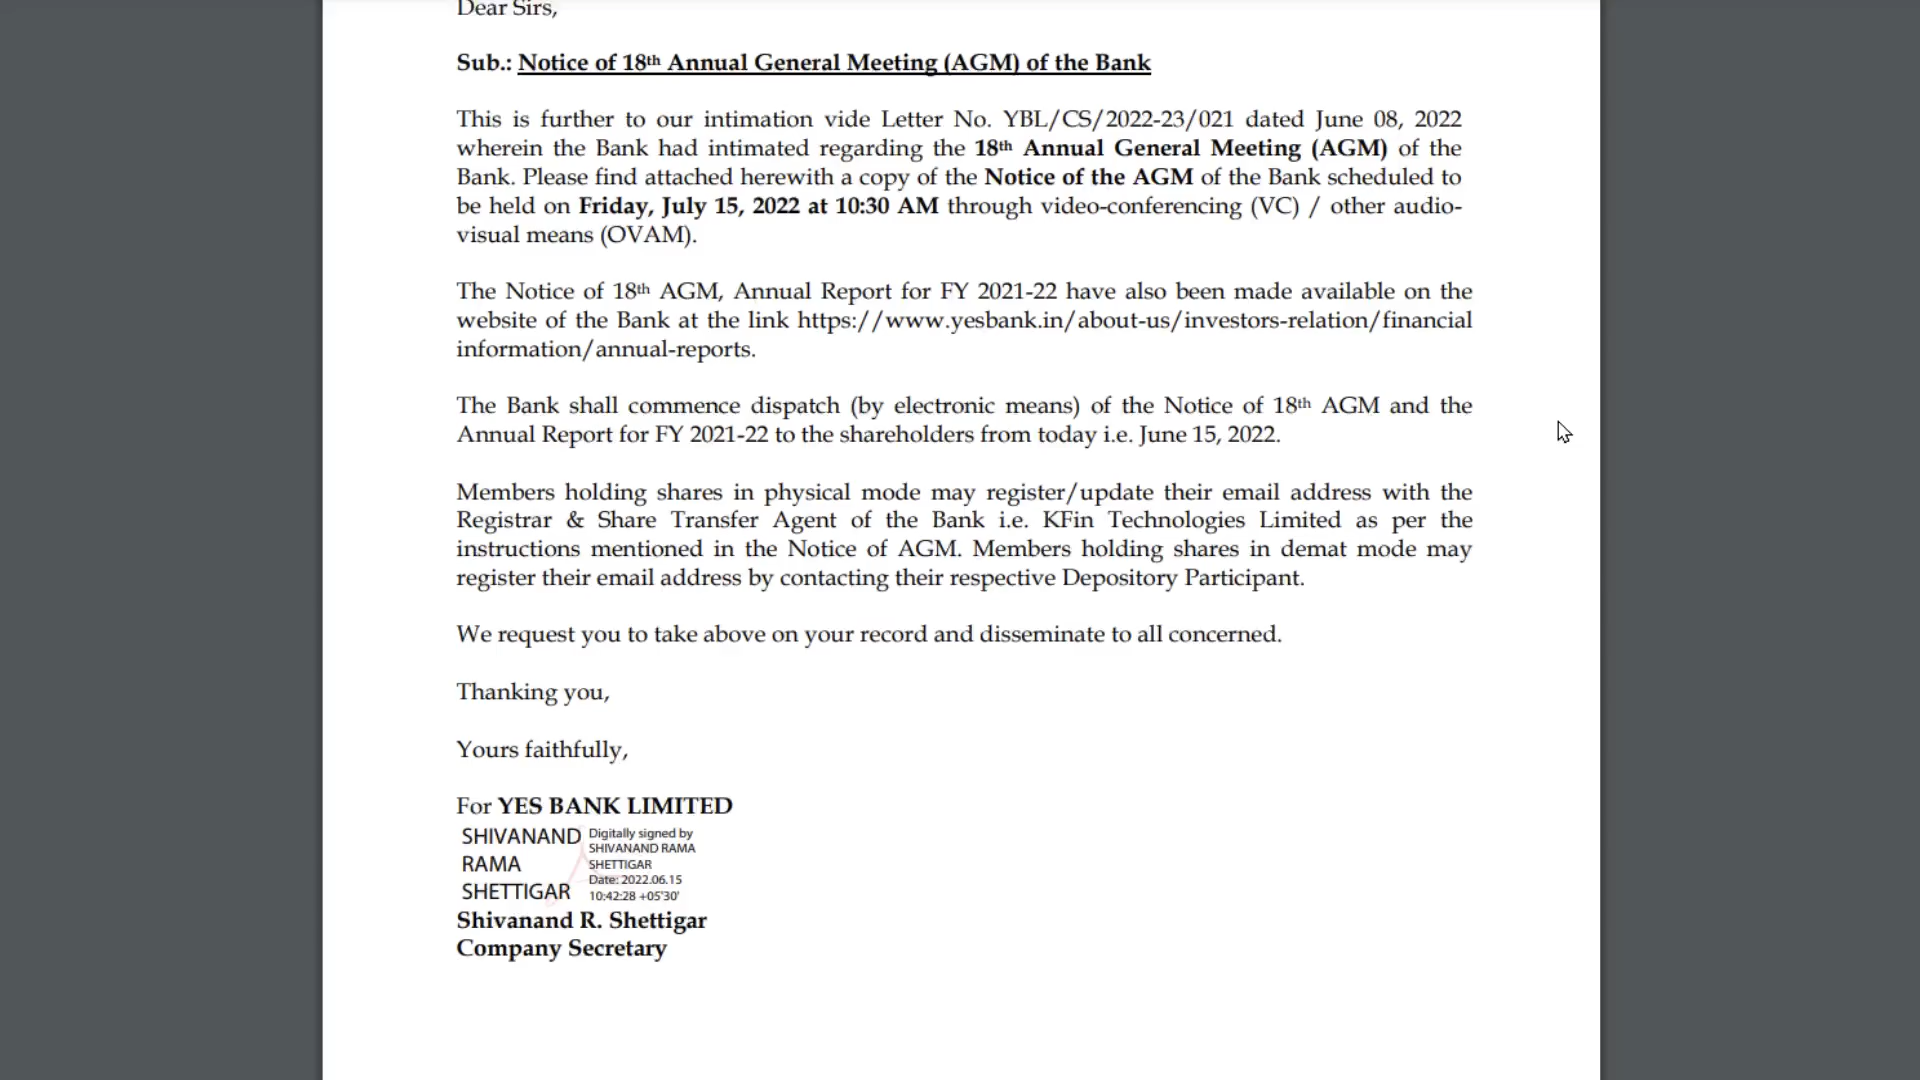 Dear Sirs,
Sub.: Notice of 18th Annual General Meeting (AGM) of the Bank
This is further to our intimation vide Letter No. YBL/CS/2022-23/021 dated June 08, 2022
wherein the Bank had intimated regarding the 18th Annual General Meeting (AGM) of the
Bank. Please find attached herewith a copy of the Notice of the AGM of the Bank scheduled to
be held on Friday, July 15, 2022 at 10:30 AM through video-conferencing (VC) / other audio-
visual means (OVAM).
The Notice of 18th AGM, Annual Report for FY 2021-22 have also been made available on the
website of the Bank at the link https://www.yesbank.in/about-us/investors-relation/financial
information/annual-reports.
The Bank shall commence dispatch (by electronic means) of the Notice of 18th AGM and the
Annual Report for FY 2021-22 to the shareholders from today i.e. June 15, 2022.
Members holding shares in physical mode may register/update their email address with the
Registrar & Share Transfer Agent of the Bank i.e. KFin Technologies Limited as per the
instructions mentioned in the Notice of AGM. Members holding shares in demat mode may
register their email address by contacting their respective Depository Participant.
We request you to take above on your record and disseminate to all concerned.
Thanking you,
Yours faithfully,
For YES BANK LIMITED
SHIVANAND
RAMA
SHETTIGAR
Digitally signed by
SHIVANAND RAMA
SHETTIGAR
Date: 2022.06.15
10:42:28 +05'30'
Shivanand R. Shettigar
Company Secretary